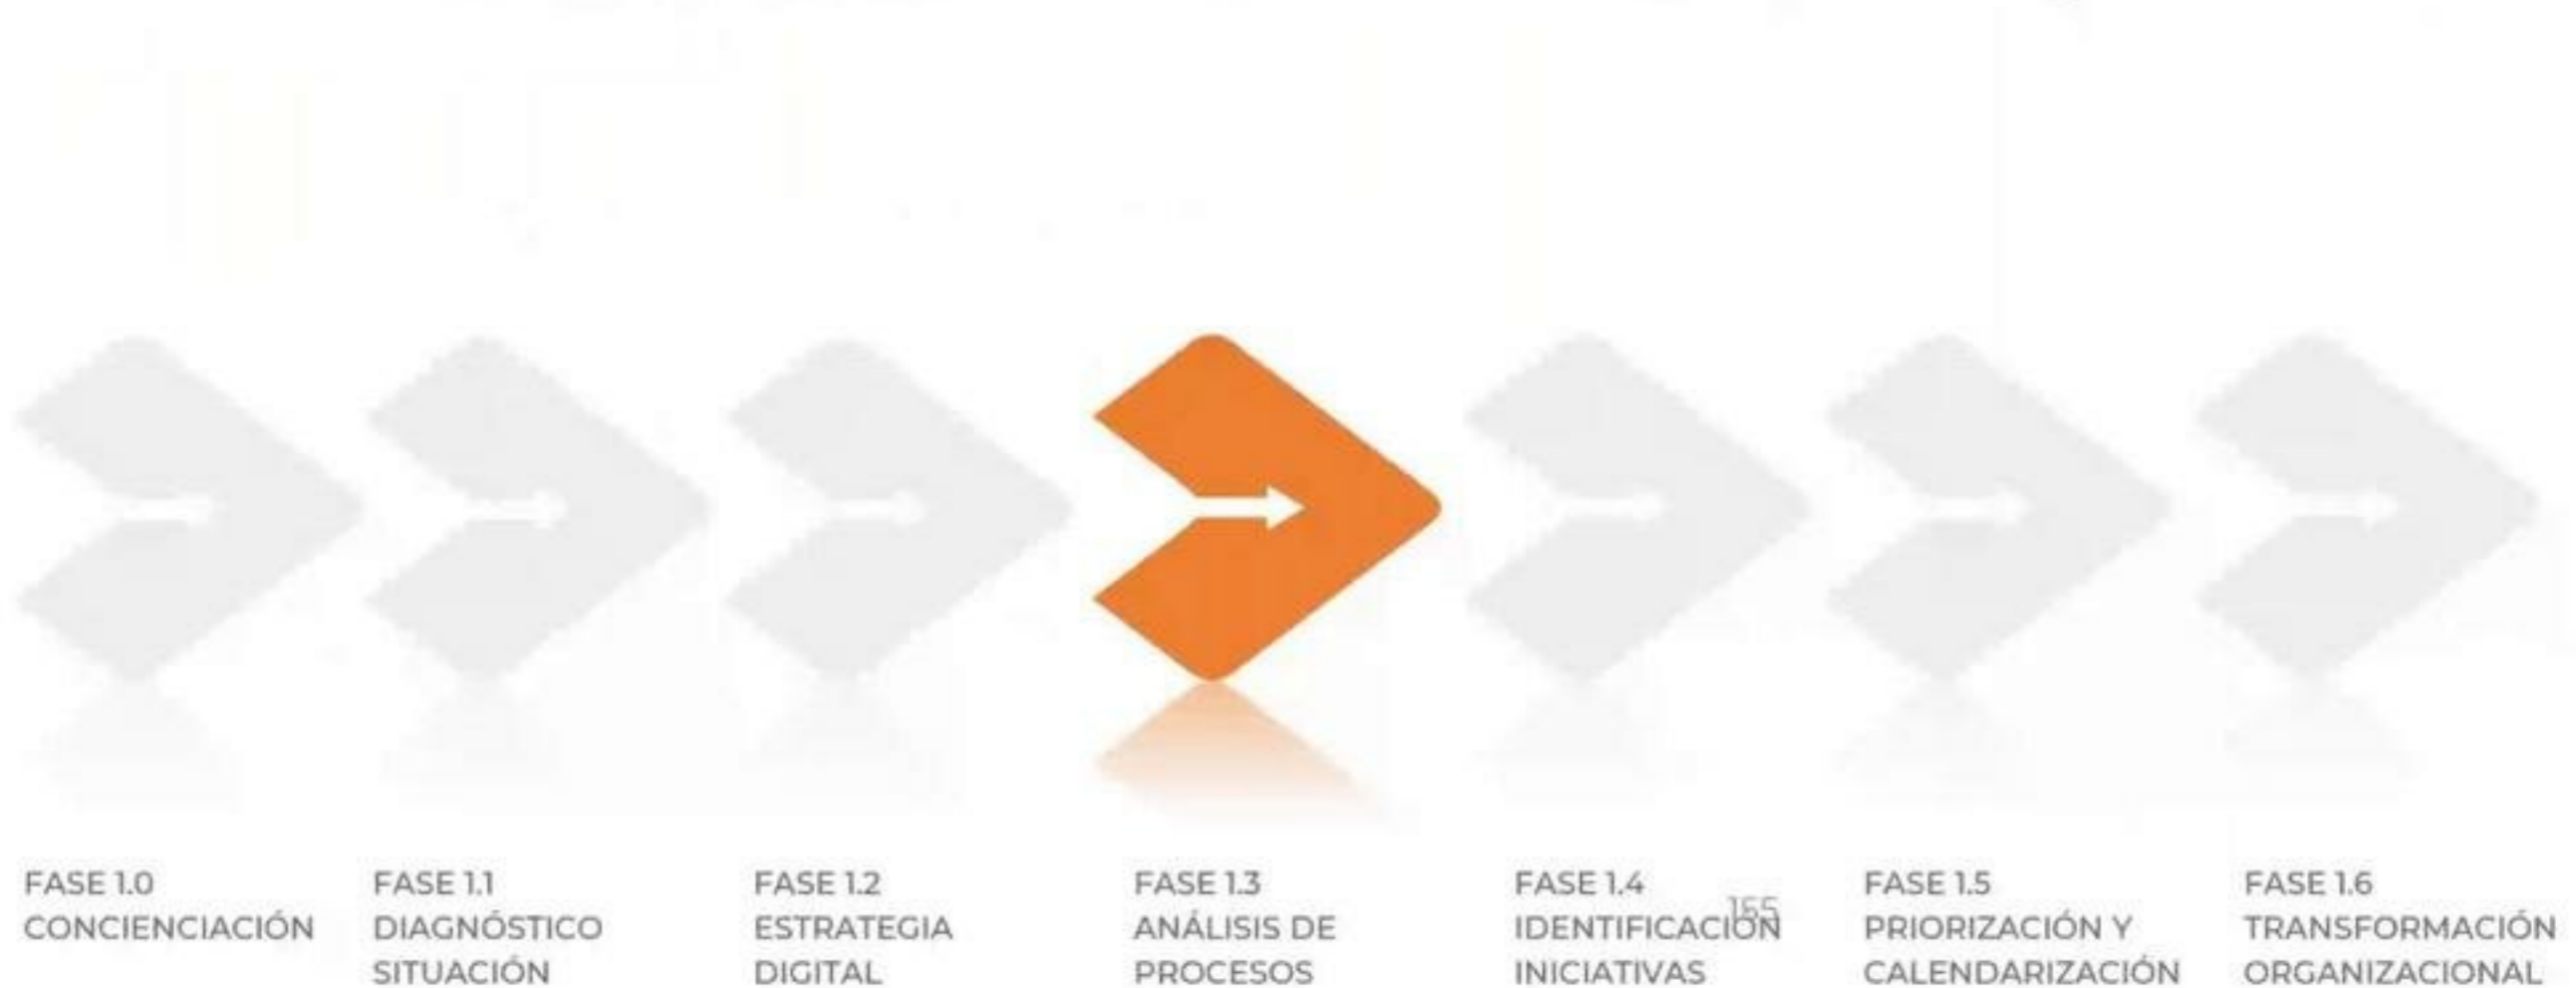 FASE 1.0
CONCIENCIACIÓN
FASE 1.1
DIAGNÓSTICO
SITUACIÓN
FASE 1.2
ESTRATEGIA
DIGITAL
FASE 1.3
ANÁLISIS DE
PROCESOS
FASE 1.4
IDENTIFICACIÓN
INICIATIVAS
155
FASE 1.5
PRIORIZACIÓN Y
CALENDARIZACIÓN
FASE 1.6
TRANSFORMACIÓN
ORGANIZACIONAL